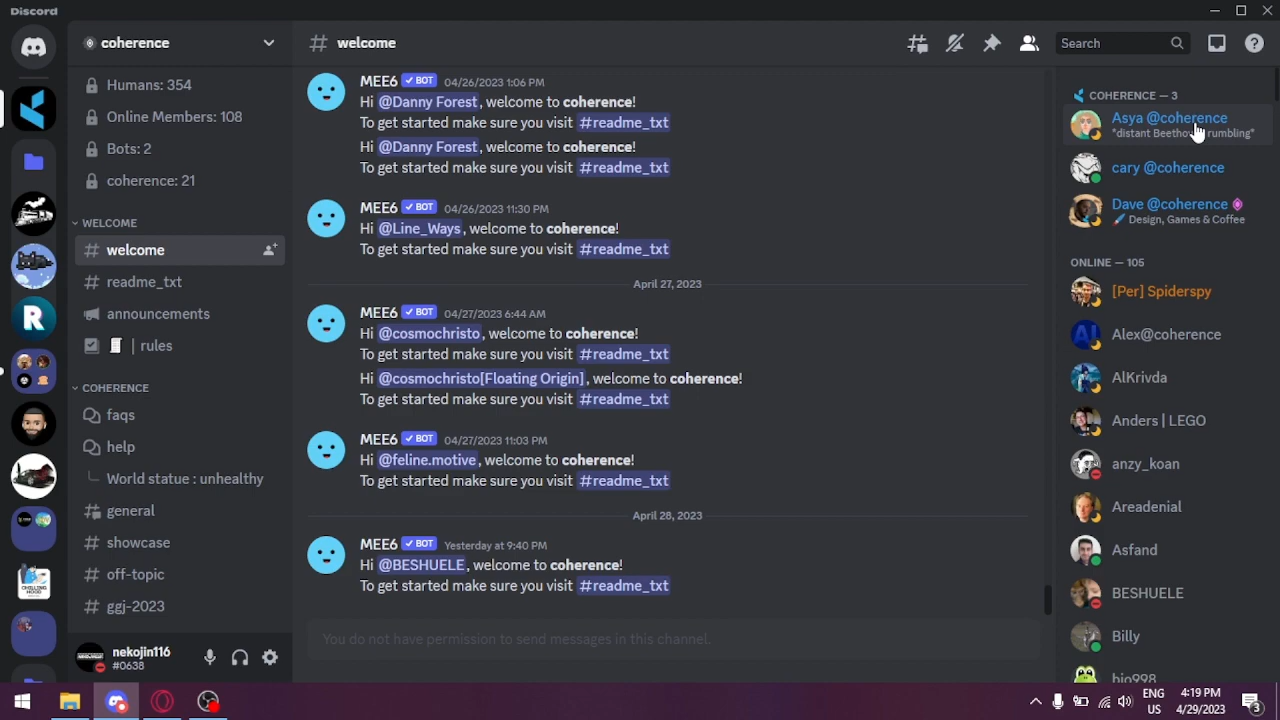 Discord
coherence
Humans: 354
Online Members: 108
Bots: 2
coherence: 21
WELCOME
# welcome
# readme_txt
announcements
| rules
COHERENCE
faqs
help
World statue : unhealthy
general
# showcase
# off-topic
# ggj-2023
nekojin116
#0638
# welcome
Search
MEE6 ✓ BOT 04/26/2023 1:06 PM
Hi @Danny Forest, welcome to coherence!
To get started make sure you visit #readme_txt
Hi @Danny Forest, welcome to coherence!
To get started make sure you visit #readme_txt
MEE6 ✓ BOT 04/26/2023 11:30 PM
Hi @Line_Ways, welcome to coherence!
To get started make sure you visit #readme_txt
April 27, 2023
MEE6 ✓ BOT 04/27/2023 6:44 AM
Hi @cosmochristo, welcome to coherence!
To get started make sure you visit #readme_txt
Hi @cosmochristo[Floating Origin], welcome to coherence!
To get started make sure you visit #readme_txt
MEE6 ✓ BOT 04/27/2023 11:03 PM
Hi @feline.motive, welcome to coherence!
To get started make sure you visit #readme_txt
April 28, 2023
MEE6 ✓ BOT Yesterday at 9:40 PM
Hi @BESHUELE, welcome to coherence!
To get started make sure you visit #readme_txt
You do not have permission to send messages in this channel.
COHERENCE — 3
Asya @coherence
*distant Beethoven rumbling*
cary @coherence
Dave @coherence
Design, Games & Coffee
ONLINE — 105
[Per] Spiderspy
Alex@coherence
AlKrivda
Anders | LEGO
anzy_koan
Areadenial
Asfand
BESHUELE
Billy
bio998
ENG
US
4:19 PM
4/29/2023
3